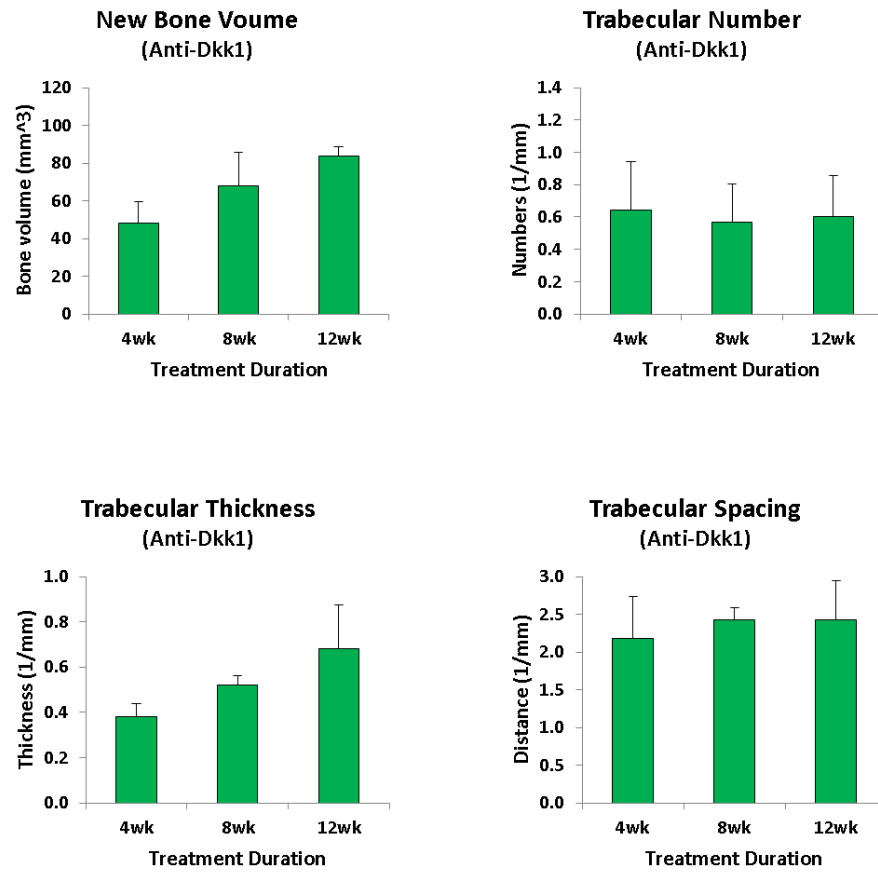 New Bone Voume
(Anti-Dkk1)
Bone volume (mm^3)
120
100
80
60
40
20
0
4wk 8wk 12wk
Treatment Duration
Trabecular Number
(Anti-Dkk1)
Numbers (1/mm)
1.4
1.2
1.0
0.8
0.6
0.4
0.2
0.0
4wk 8wk 12wk
Treatment Duration
Trabecular Thickness
(Anti-Dkk1)
Thickness (1/mm)
1.0
0.8
0.6
0.4
0.2
0.0
4wk 8wk 12wk
Treatment Duration
Trabecular Spacing
(Anti-Dkk1)
Distance (1/mm)
3.0
2.5
2.0
1.5
1.0
0.5
0.0
4wk 8wk 12wk
Treatment Duration